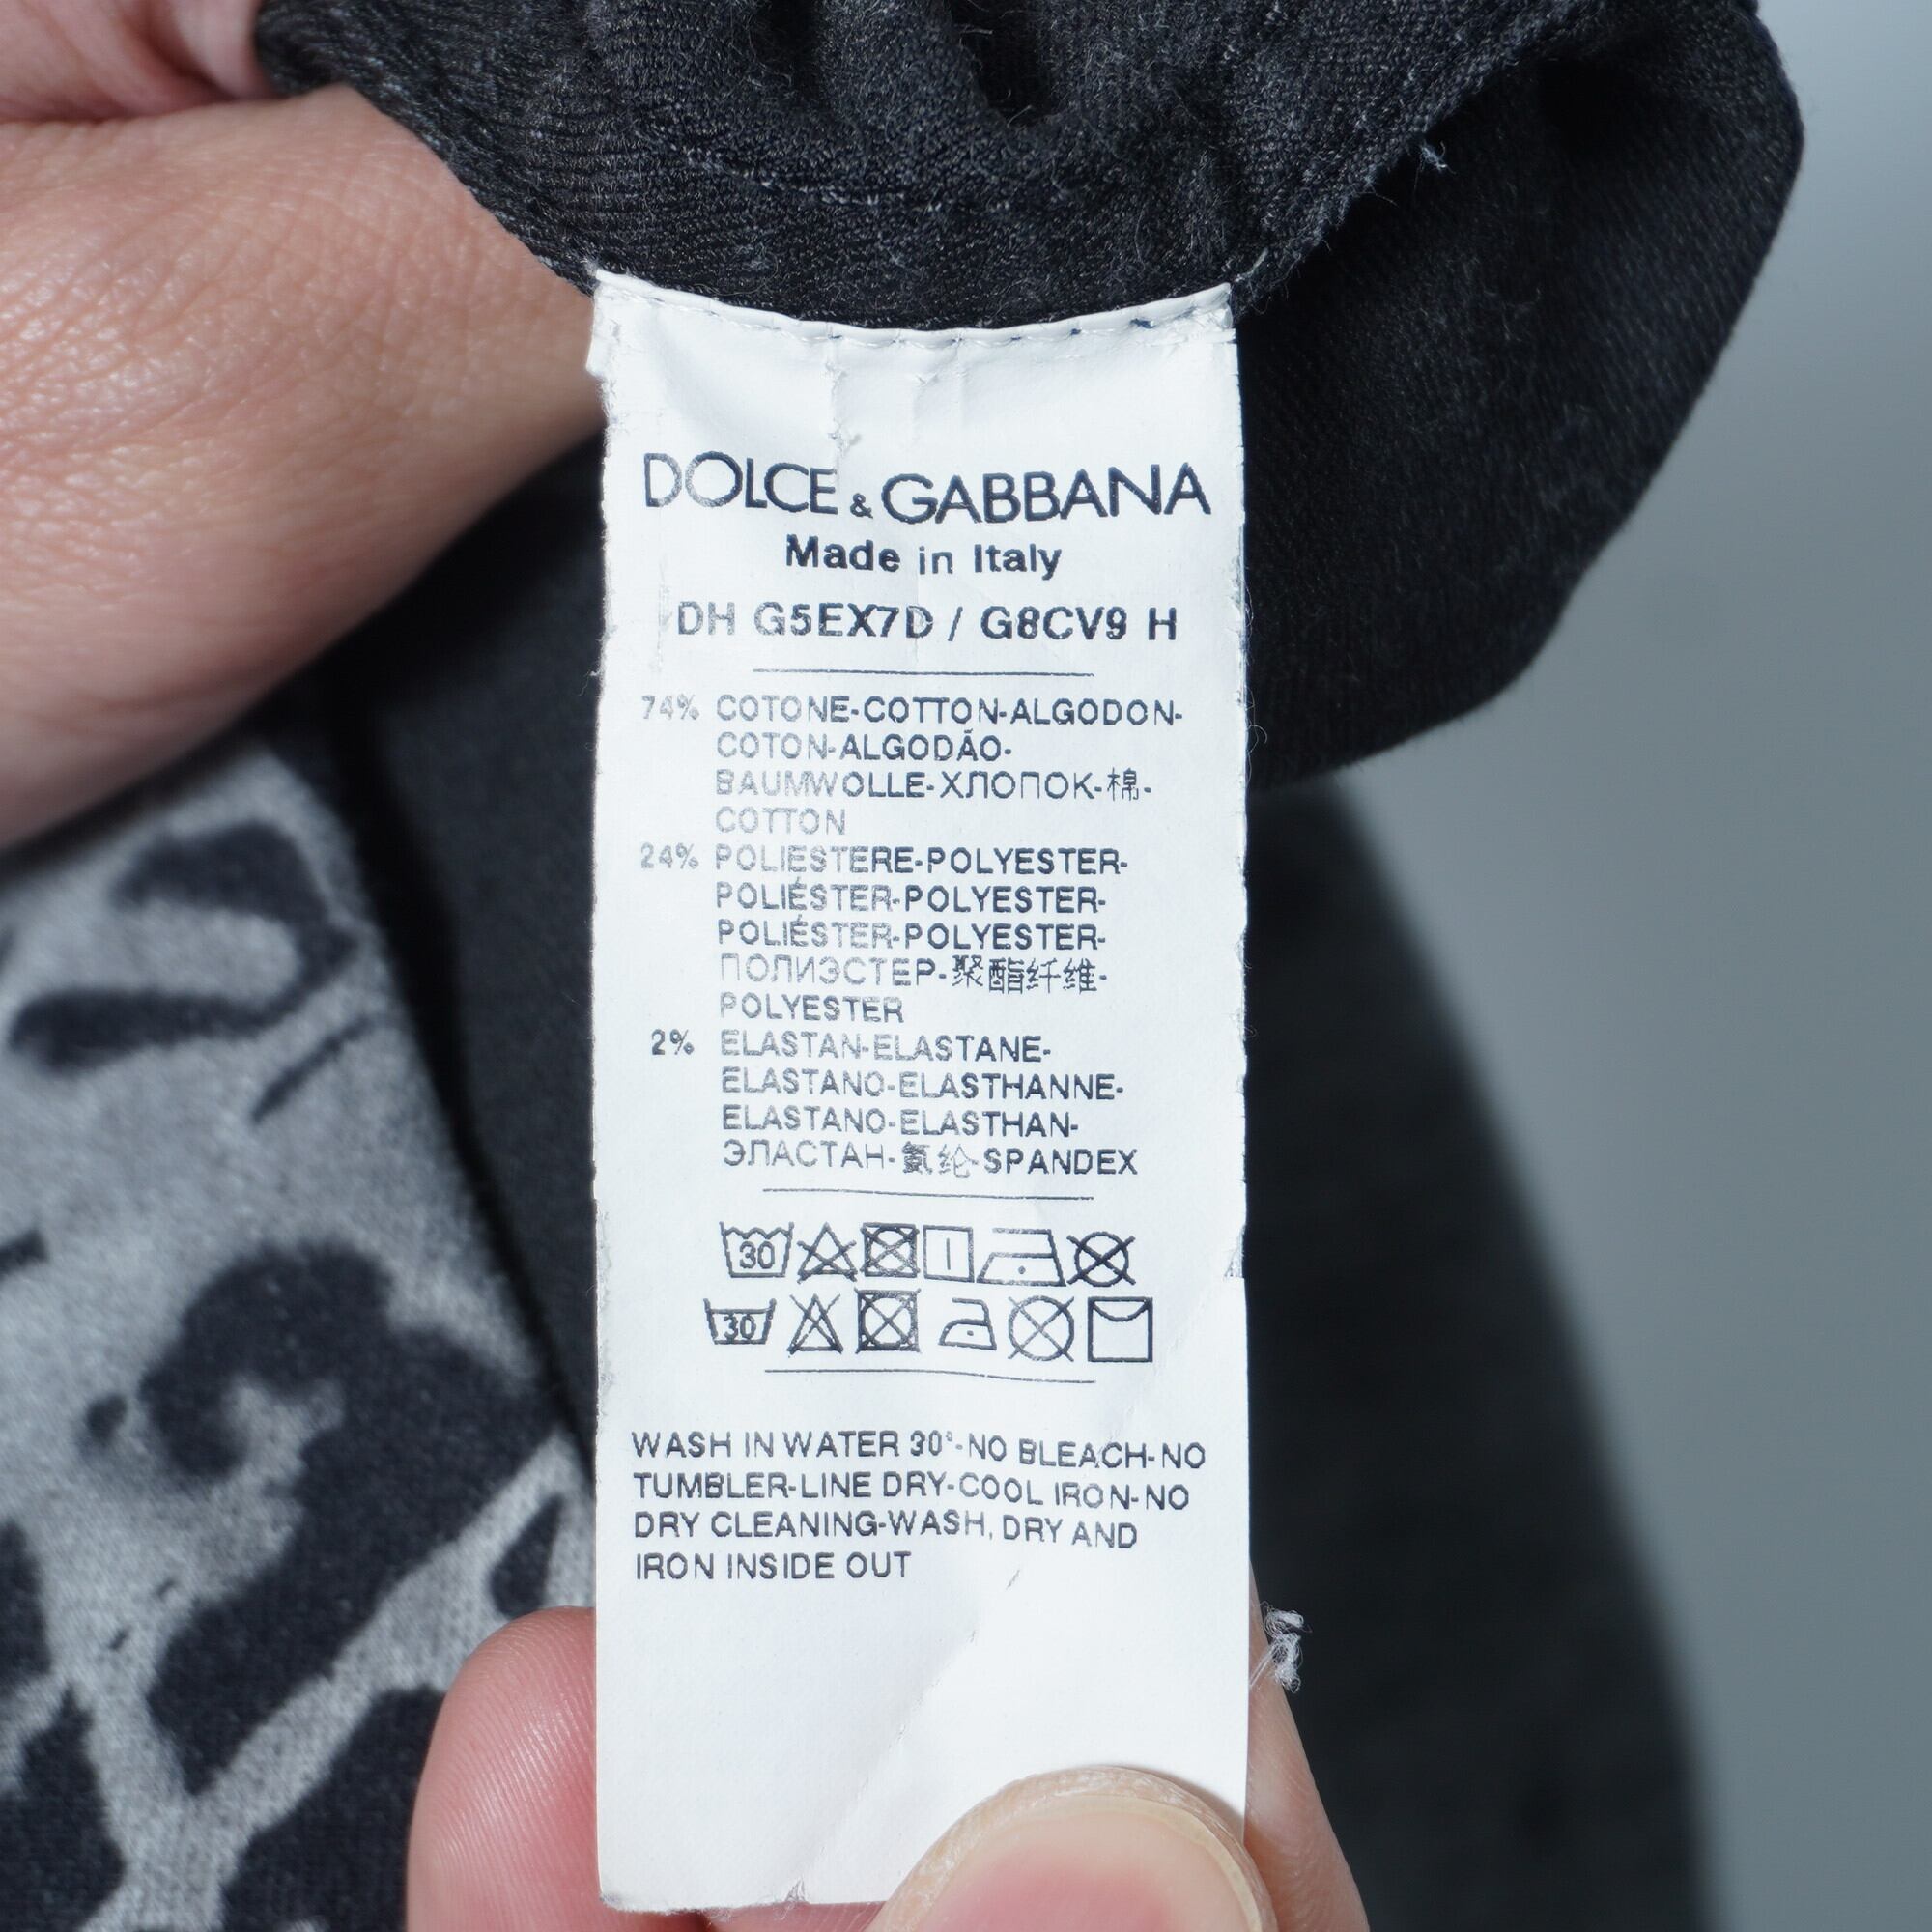 DOLCE & GABBANA
Made in Italy
DH G5EX7D / G8CV9 H
74% COTONE-COTTON-ALGODON-
COTON-ALGODÃO-
BAUMWOLLE-ХЛОПОК-棉-
COTTON
24% POLIESTERE-POLYESTER-
POLIÉSTER-POLYESTER-
POLIÉSTER-POLYESTER-
ПОЛИЭСТЕР-聚酯纤维-
POLYESTER
2% ELASTAN-ELASTANE-
ELASTANO-ELASTHANNE-
ELASTANO-ELASTHAN-
ЭЛАСТАН-氨纶-SPANDEX
30
30
WASH IN WATER 30°-NO BLEACH-NO
TUMBLER-LINE DRY-COOL IRON-NO
DRY CLEANING-WASH, DRY AND
IRON INSIDE OUT